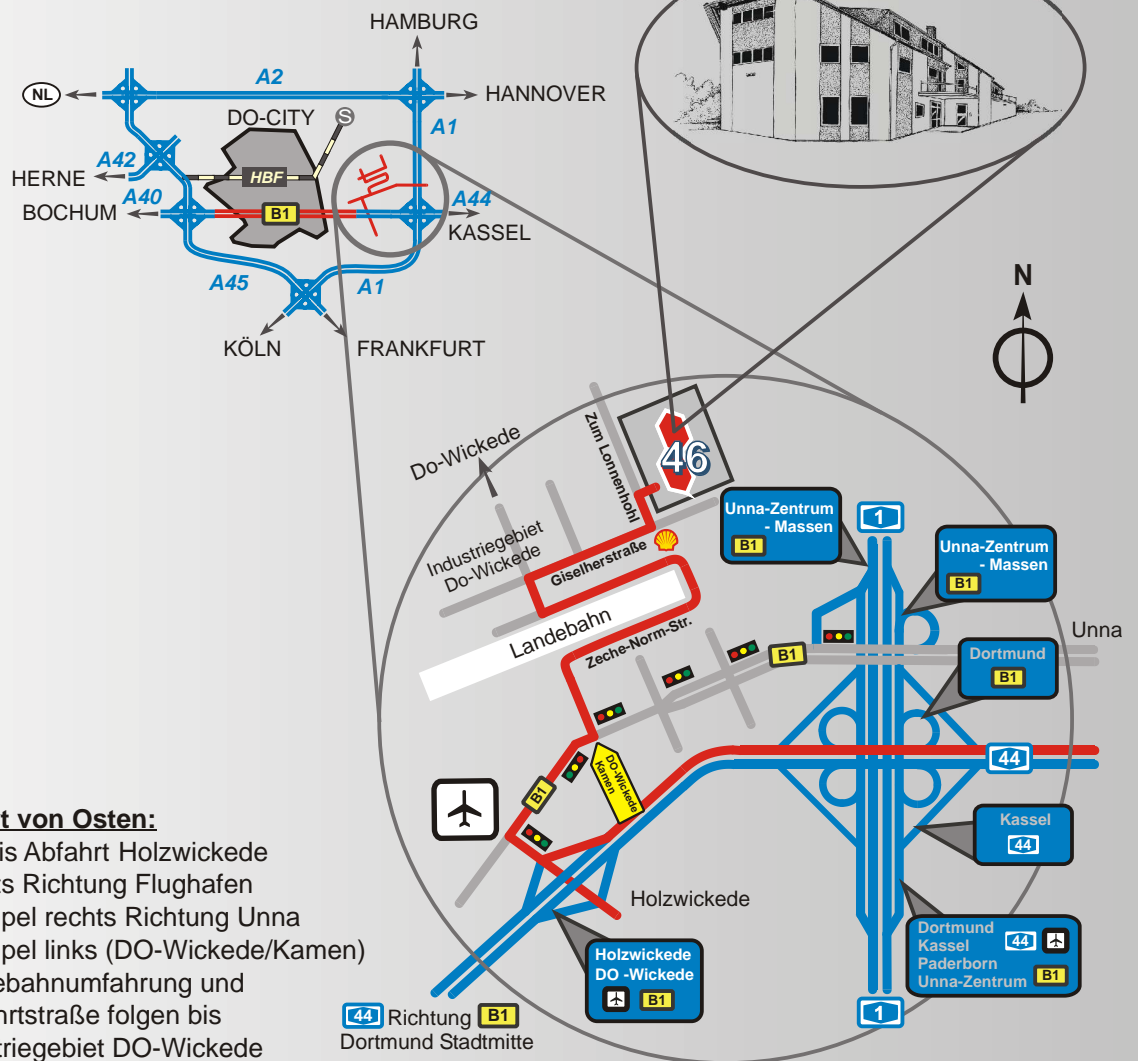 HAMBURG
A2
NL
HANNOVER
DO-CITY
S
A1
A42
HERNE
HBF
A40
BOCHUM
B1
A44
KASSEL
A45
A1
KÖLN
FRANKFURT
N
Do-Wickede
Zum Lonnenhohl
46
Industriegebiet
Do-Wickede
Giselherstraße
Landebahn
Zeche-Norm-Str.
Unna-Zentrum
- Massen
B1
1
Unna-Zentrum
- Massen
B1
Unna
B1
Dortmund
B1
44
DO-Wickede
Kamen
B1
Kassel
44
Holzwickede
Holzwickede
DO -Wickede
B1
Dortmund
Kassel 44
Paderborn
Unna-Zentrum B1
1
44 Richtung B1
Dortmund Stadtmitte
t von Osten:
is Abfahrt Holzwickede
ts Richtung Flughafen
pel rechts Richtung Unna
pel links (DO-Wickede/Kamen)
ebahnumfahrung und
hrtstraße folgen bis
triegebiet DO-Wickede